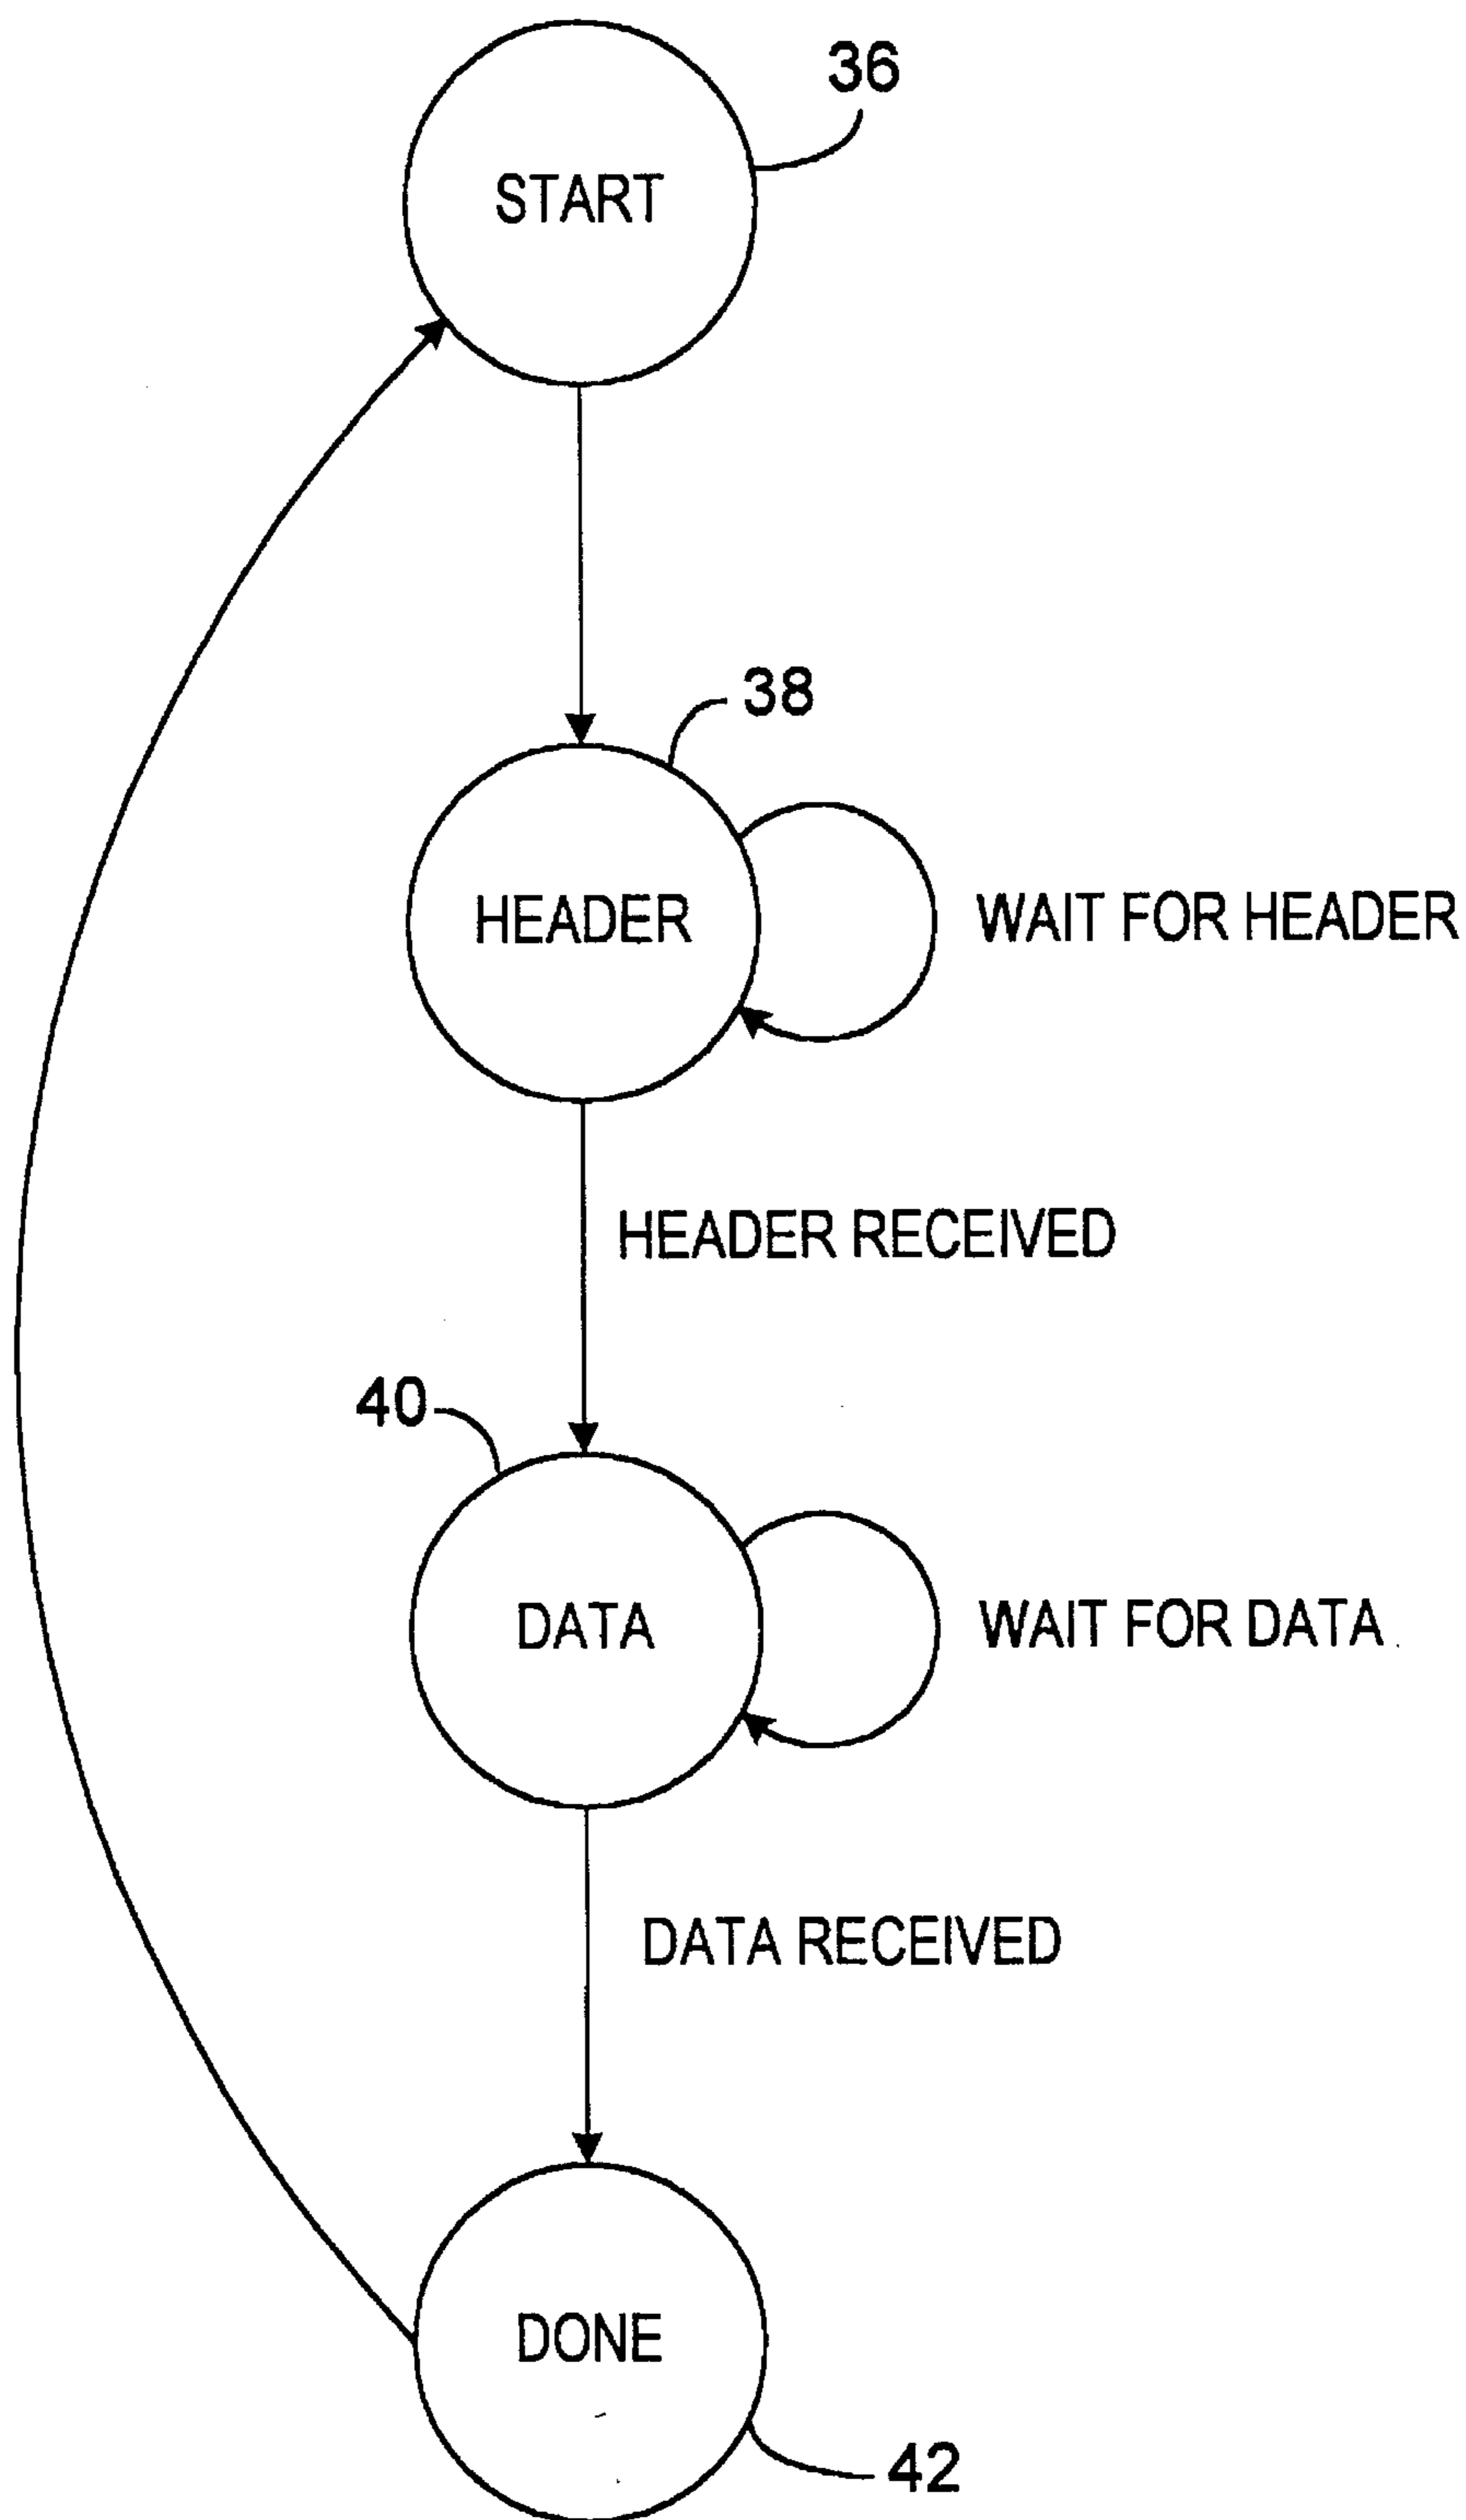 36
START
38
HEADER
WAIT FOR HEADER
HEADER RECEIVED
40
DATA
WAIT FOR DATA
DATA RECEIVED
DONE
42